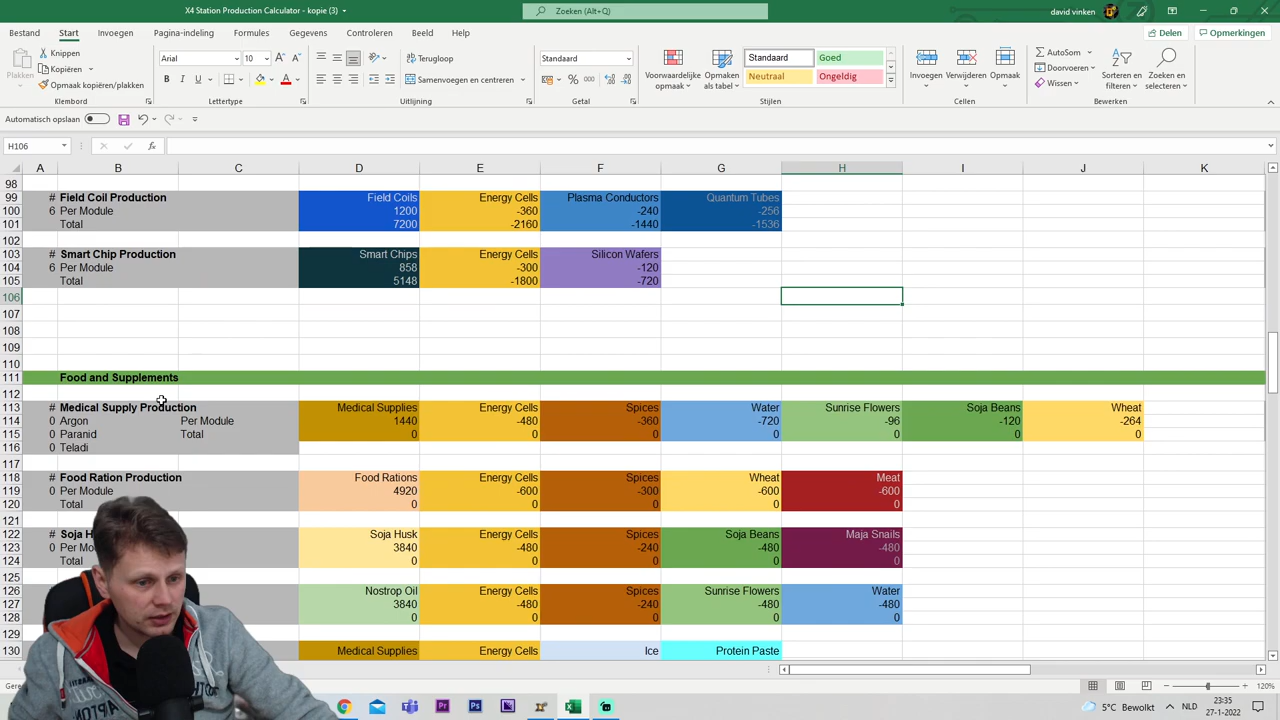 X4 Station Production Calculator - kopie (3)
Zoeken (Alt+Q)
david vinken
Bestand Start Invoegen Pagina-indeling Formules Gegevens Controleren Beeld Help
Delen Opmerkingen
Plakken
Knippen
Kopiëren
Opmaak kopiëren/plakken
Klembord
Arial 10
B I U
Lettertype
Terugloop
Samenvoegen en centreren
Uitlijning
Standaard
Getal
Voorwaardelijke opmaak
Opmaken als tabel
Standaard Goed
Neutraal Ongeldig
Stijlen
Invoegen Verwijderen Opmaak
Cellen
AutoSom
Doorvoeren
Wissen
Sorteren en filteren
Zoeken en selecteren
Bewerken
Automatisch opslaan
H106 fx
A B C D E F G H I J K
98
99 # Field Coil Production Field Coils Energy Cells Plasma Conductors Quantum Tubes
100 6 Per Module 1200 -360 -240 -256
101 Total 7200 -2160 -1440 -1536
102
103 # Smart Chip Production Smart Chips Energy Cells Silicon Wafers
104 6 Per Module 858 -300 -120
105 Total 5148 -1800 -720
106
107
108
109
110
111 Food and Supplements
112
113 # Medical Supply Production Medical Supplies Energy Cells Spices Water Sunrise Flowers Soja Beans Wheat
114 0 Argon Per Module 1440 -480 -360 -720 -96 -120 -264
115 0 Paranid Total 0 0 0 0 0 0 0
116 0 Teladi
117
118 # Food Ration Production Food Rations Energy Cells Spices Wheat Meat
119 0 Per Module 4920 -600 -300 -600 -600
120 Total 0 0 0 0 0
121
122 # Soja H Soja Husk Energy Cells Spices Soja Beans Maja Snails
123 0 Per Mo 3840 -480 -240 -480 -480
124 Total 0 0 0 0 0
125
126 Nostrop Oil Energy Cells Spices Sunrise Flowers Water
127 3840 -480 -240 -480 -480
128 0 0 0 0 0
129
130 Medical Supplies Energy Cells Ice Protein Paste
Gere
120%
5°C Bewolkt NLD 23:35
27-1-2022